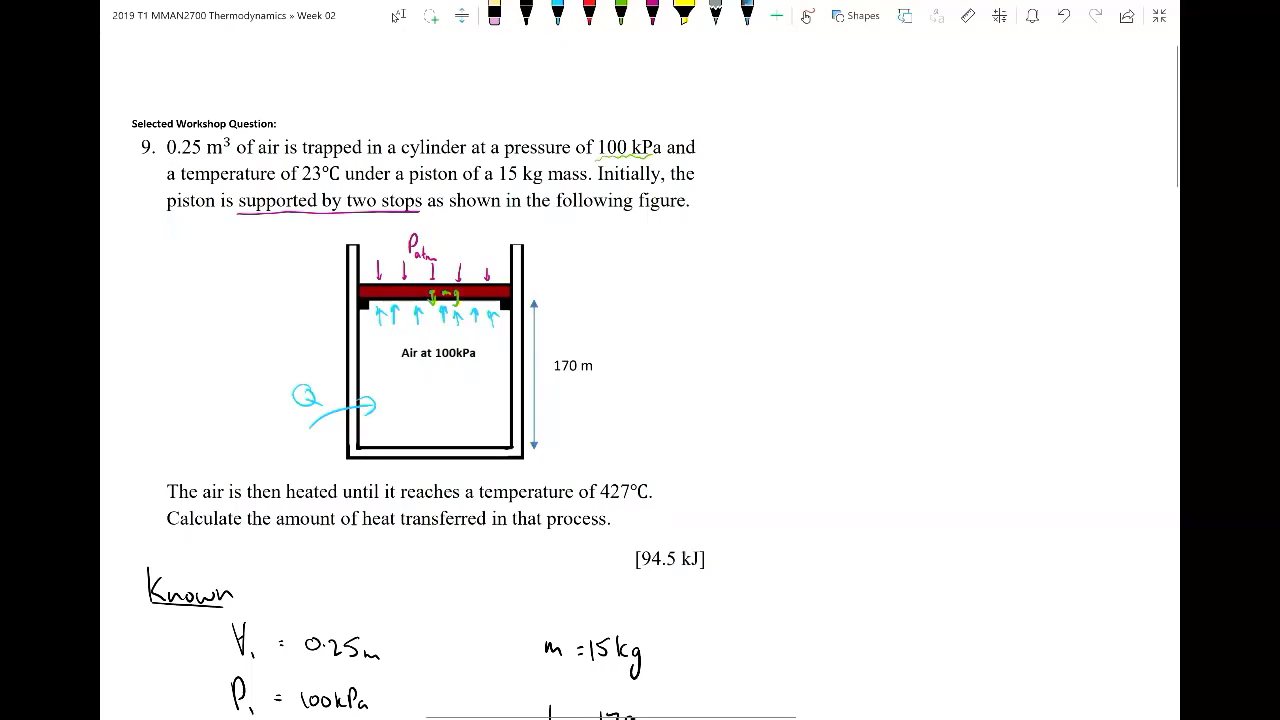 2019 T1 MMAN2700 Thermodynamics » Week 02
Shapes
Selected Workshop Question:
9. 0.25 m³ of air is trapped in a cylinder at a pressure of 100 kPa and
a temperature of 23℃ under a piston of a 15 kg mass. Initially, the
piston is supported by two stops as shown in the following figure.
Patm
mg
Air at 100kPa
170 m
Q
The air is then heated until it reaches a temperature of 427℃.
Calculate the amount of heat transferred in that process.
[94.5 kJ]
Known
V₁ = 0.25m
m = 15kg
P₁ = 100kPa